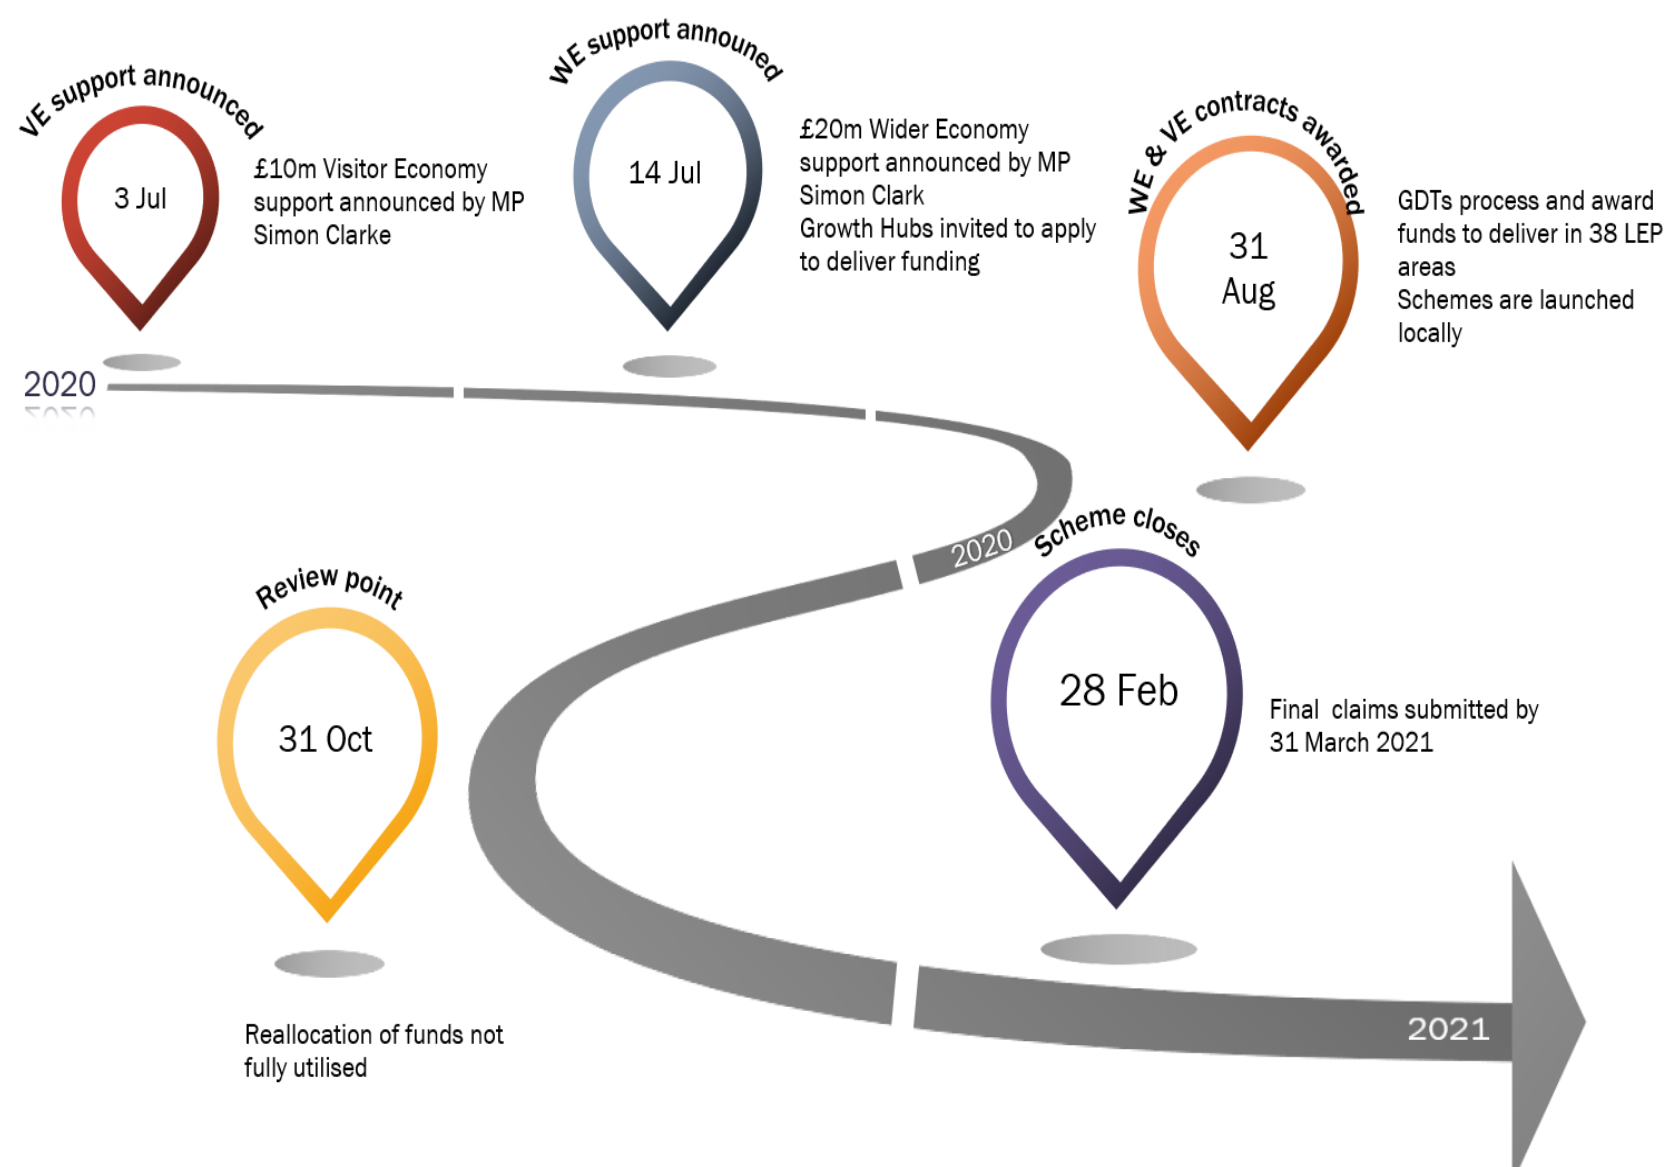 VE support announced
3 Jul
£10m Visitor Economy
support announced by MP
Simon Clarke
WE support announed
14 Jul
£20m Wider Economy
support announced by MP
Simon Clark
Growth Hubs invited to apply
to deliver funding
WE & VE contracts awarded
31
Aug
GDTs process and award
funds to deliver in 38 LEP
areas
Schemes are launched
locally
2020
2020
Review point
31 Oct
Reallocation of funds not
fully utilised
Scheme closes
28 Feb
Final claims submitted by
31 March 2021
2021